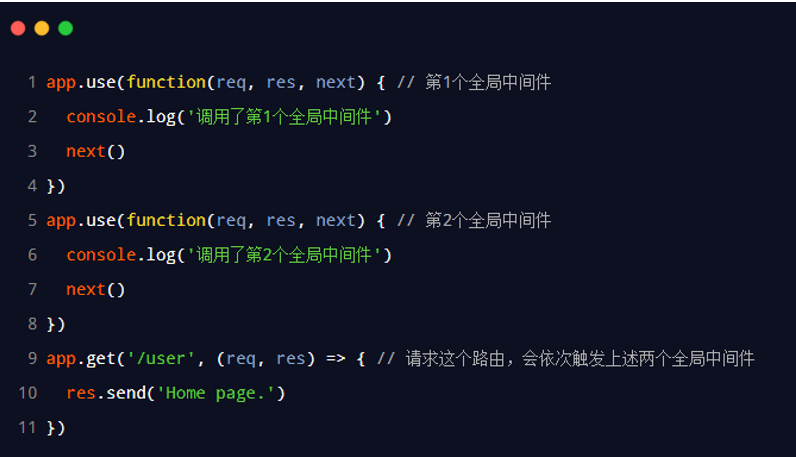 1 app.use(function(req, res, next) { // 第1个全局中间件
2   console.log('调用了第1个全局中间件')
3   next()
4 })
5 app.use(function(req, res, next) { // 第2个全局中间件
6   console.log('调用了第2个全局中间件')
7   next()
8 })
9 app.get('/user', (req, res) => { // 请求这个路由，会依次触发上述两个全局中间件
10   res.send('Home page.')
11 })